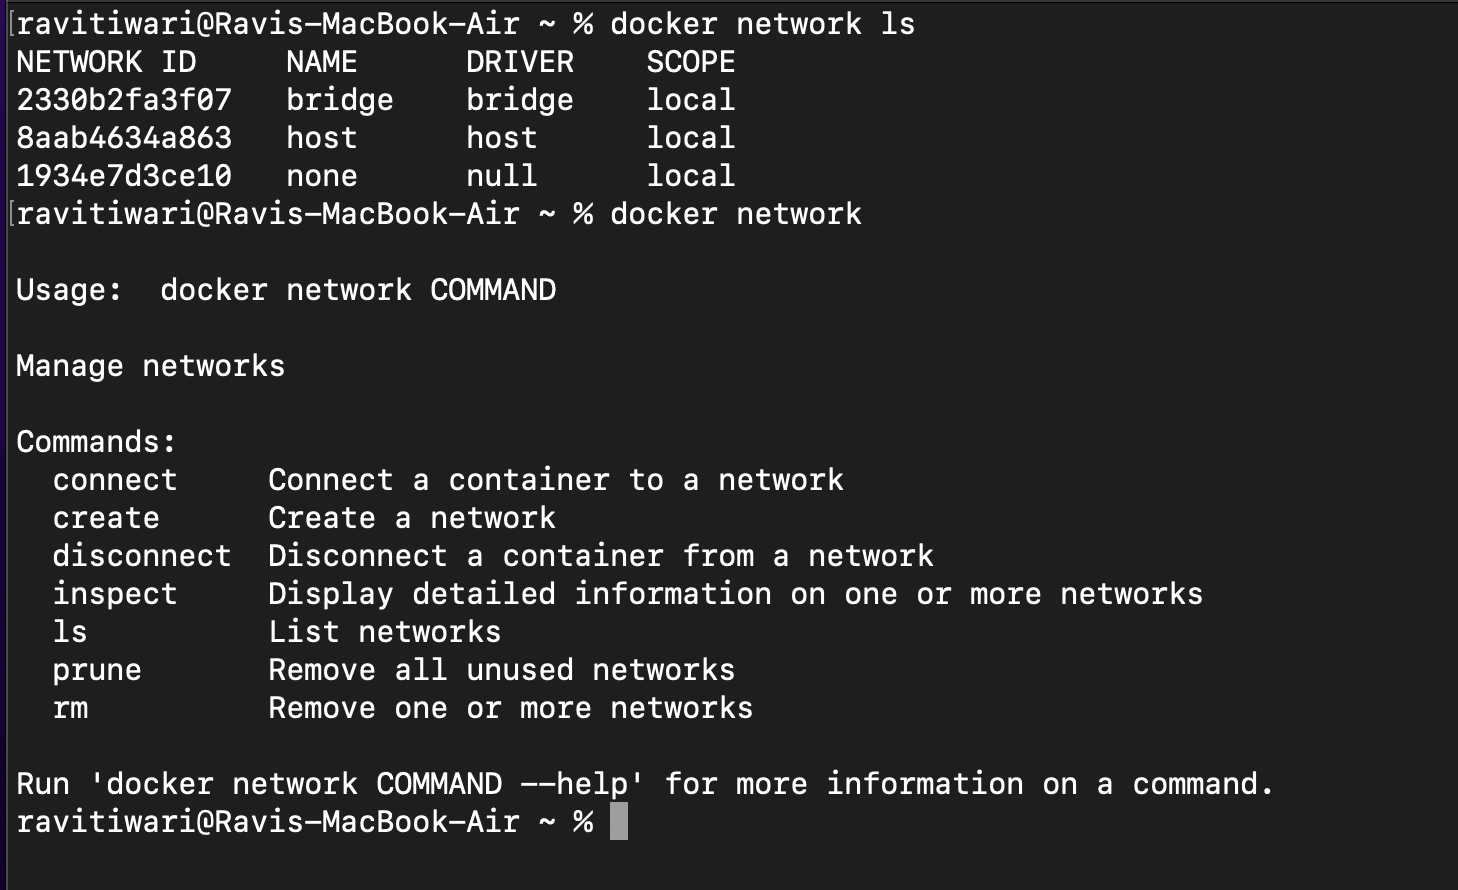 [ravitiwari@Ravis-MacBook-Air ~ % docker network ls
NETWORK ID     NAME      DRIVER    SCOPE
2330b2fa3f07   bridge    bridge    local
8aab4634a863   host      host      local
1934e7d3ce10   none      null      local
[ravitiwari@Ravis-MacBook-Air ~ % docker network
Usage:  docker network COMMAND
Manage networks
Commands:
  connect     Connect a container to a network
  create      Create a network
  disconnect  Disconnect a container from a network
  inspect     Display detailed information on one or more networks
  ls          List networks
  prune       Remove all unused networks
  rm          Remove one or more networks
Run 'docker network COMMAND --help' for more information on a command.
ravitiwari@Ravis-MacBook-Air ~ %